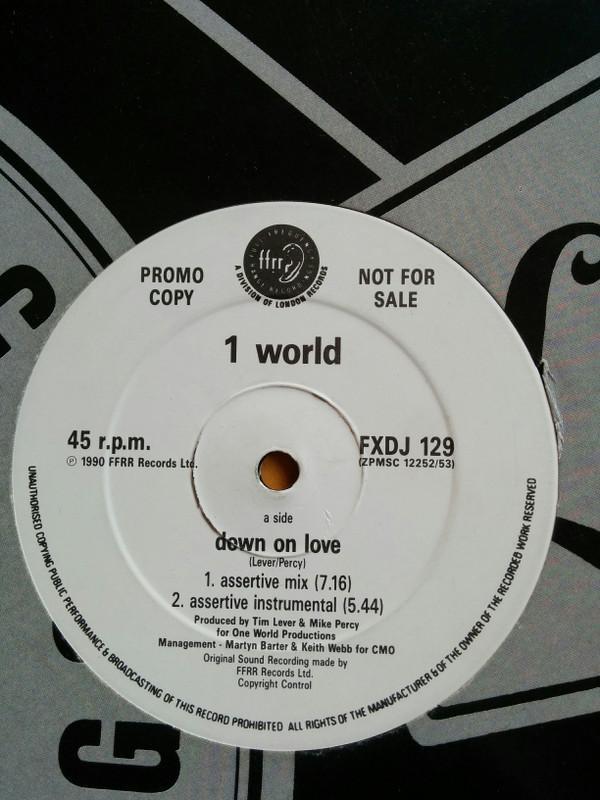 FULL FREQUENCY
ffrr
A DIVISION OF LONDON RECORDS
PROMO
COPY
NOT FOR
SALE
1 world
45 r.p.m.
℗ 1990 FFRR Records Ltd.
FXDJ 129
(ZPMSC 12252/53)
a side
down on love
(Lever/Percy)
1. assertive mix (7.16)
2. assertive instrumental (5.44)
Produced by Tim Lever & Mike Percy
for One World Productions
Management - Martyn Barter & Keith Webb for CMO
Original Sound Recording made by
FFRR Records Ltd.
Copyright Control
UNAUTHORISED COPYING PUBLIC PERFORMANCE & BROADCASTING OF THIS RECORD PROHIBITED ALL RIGHTS OF THE MANUFACTURER & OF THE OWNER OF THE RECORDED WORK RESERVED
G